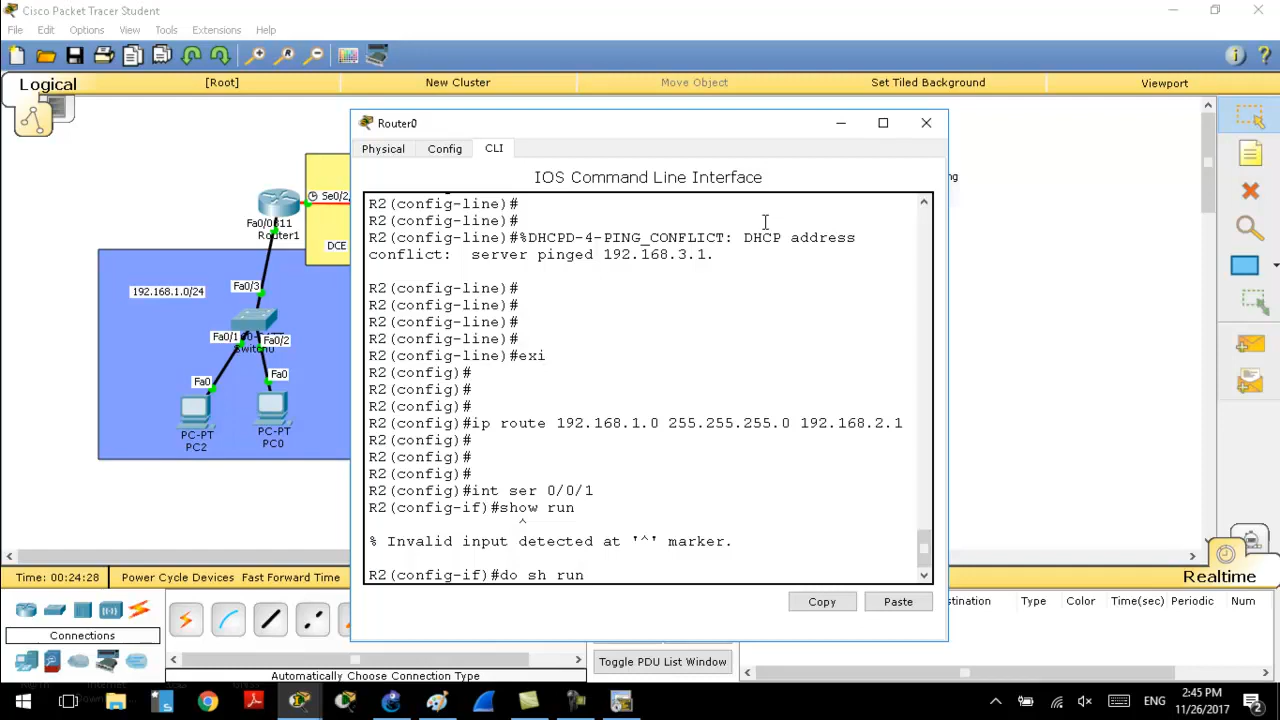 Cisco Packet Tracer Student
File Edit Options View Tools Extensions Help
Logical [Root] New Cluster Move Object Set Tiled Background Viewport
Router0
Physical Config CLI
IOS Command Line Interface
R2(config-line)#
R2(config-line)#
R2(config-line)#%DHCPD-4-PING_CONFLICT: DHCP address
conflict:  server pinged 192.168.3.1.
R2(config-line)#
R2(config-line)#
R2(config-line)#
R2(config-line)#
R2(config-line)#exi
R2(config)#
R2(config)#
R2(config)#
R2(config)#ip route 192.168.1.0 255.255.255.0 192.168.2.1
R2(config)#
R2(config)#
R2(config)#
R2(config)#int ser 0/0/1
R2(config-if)#show run
^
% Invalid input detected at '^' marker.
R2(config-if)#do sh run
Copy Paste
Se0/2/
Router1
DCE
192.168.1.0/24
Fa0/3
Fa0/1
Fa0/2
Fa0
Fa0
PC-PT
PC2
PC-PT
PC0
Time: 00:24:28 Power Cycle Devices Fast Forward Time
Realtime
Connections
Automatically Choose Connection Type
Toggle PDU List Window
stination Type Color Time(sec) Periodic Num
ENG
2:45 PM
11/26/2017
2